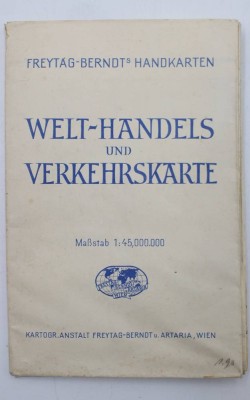 FREYTAG-BERNDTS HANDKARTEN
WELT-HANDELS
UND
VERKEHRSKARTE
Maßstab 1:45,000.000
KARTOGR. ANSTALT FREYTAG-BERNDT U. ARTARIA, WIEN